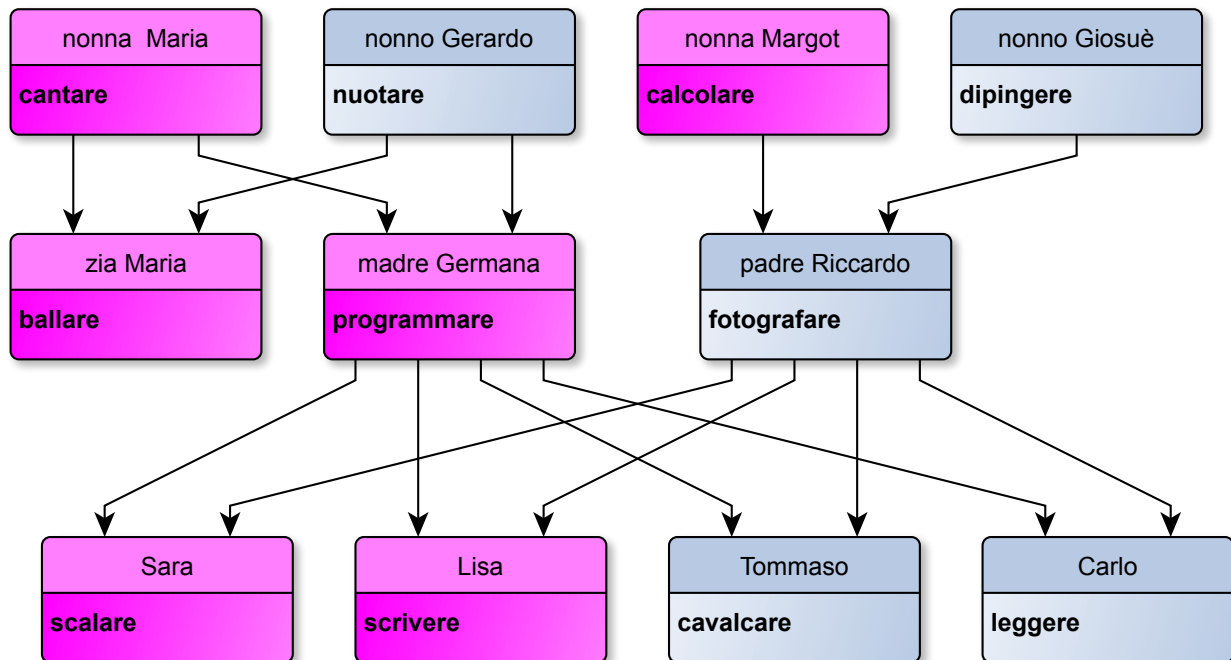 nonna  Maria
cantare
nonno Gerardo
nuotare
nonna Margot
calcolare
nonno Giosuè
dipingere
zia Maria
ballare
madre Germana
programmare
padre Riccardo
fotografare
Sara
scalare
Lisa
scrivere
Tommaso
cavalcare
Carlo
leggere